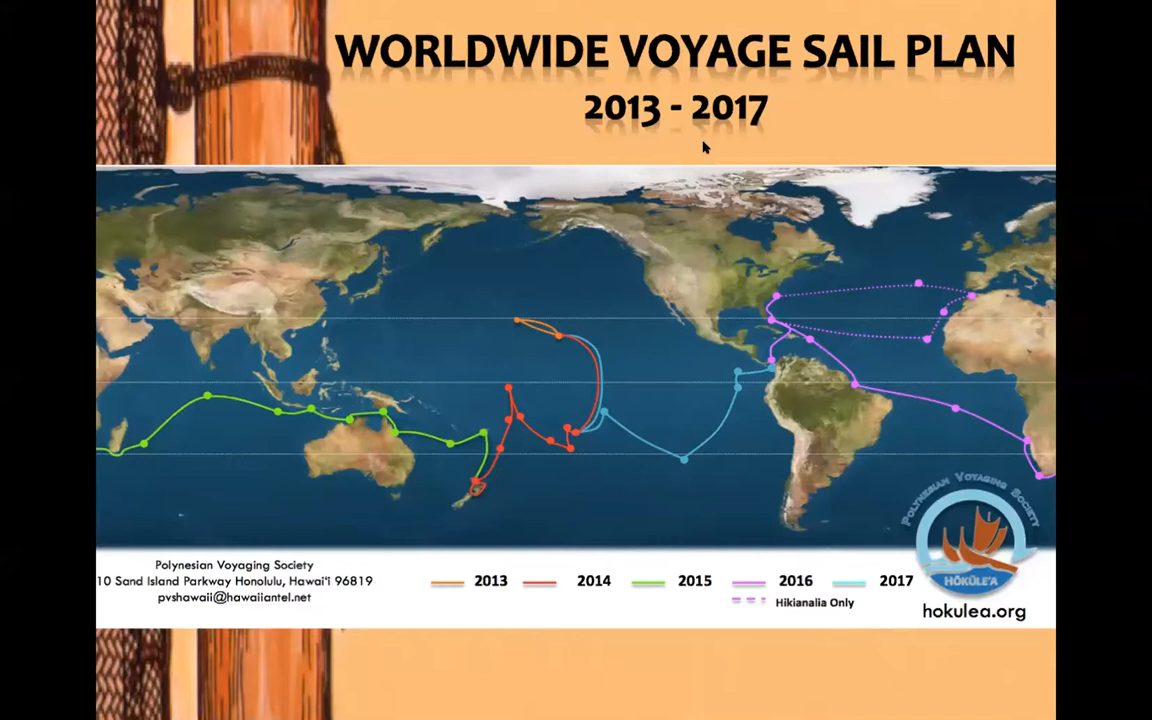 WORLDWIDE VOYAGE SAIL PLAN
2013 - 2017
POLYNESIAN VOYAGING SOCIETY
HŌKŪLE'A
hokulea.org
Polynesian Voyaging Society
10 Sand Island Parkway Honolulu, Hawai'i 96819
pvshawaii@hawaiiantel.net
2013 2014 2015 2016 2017
Hikianalia Only